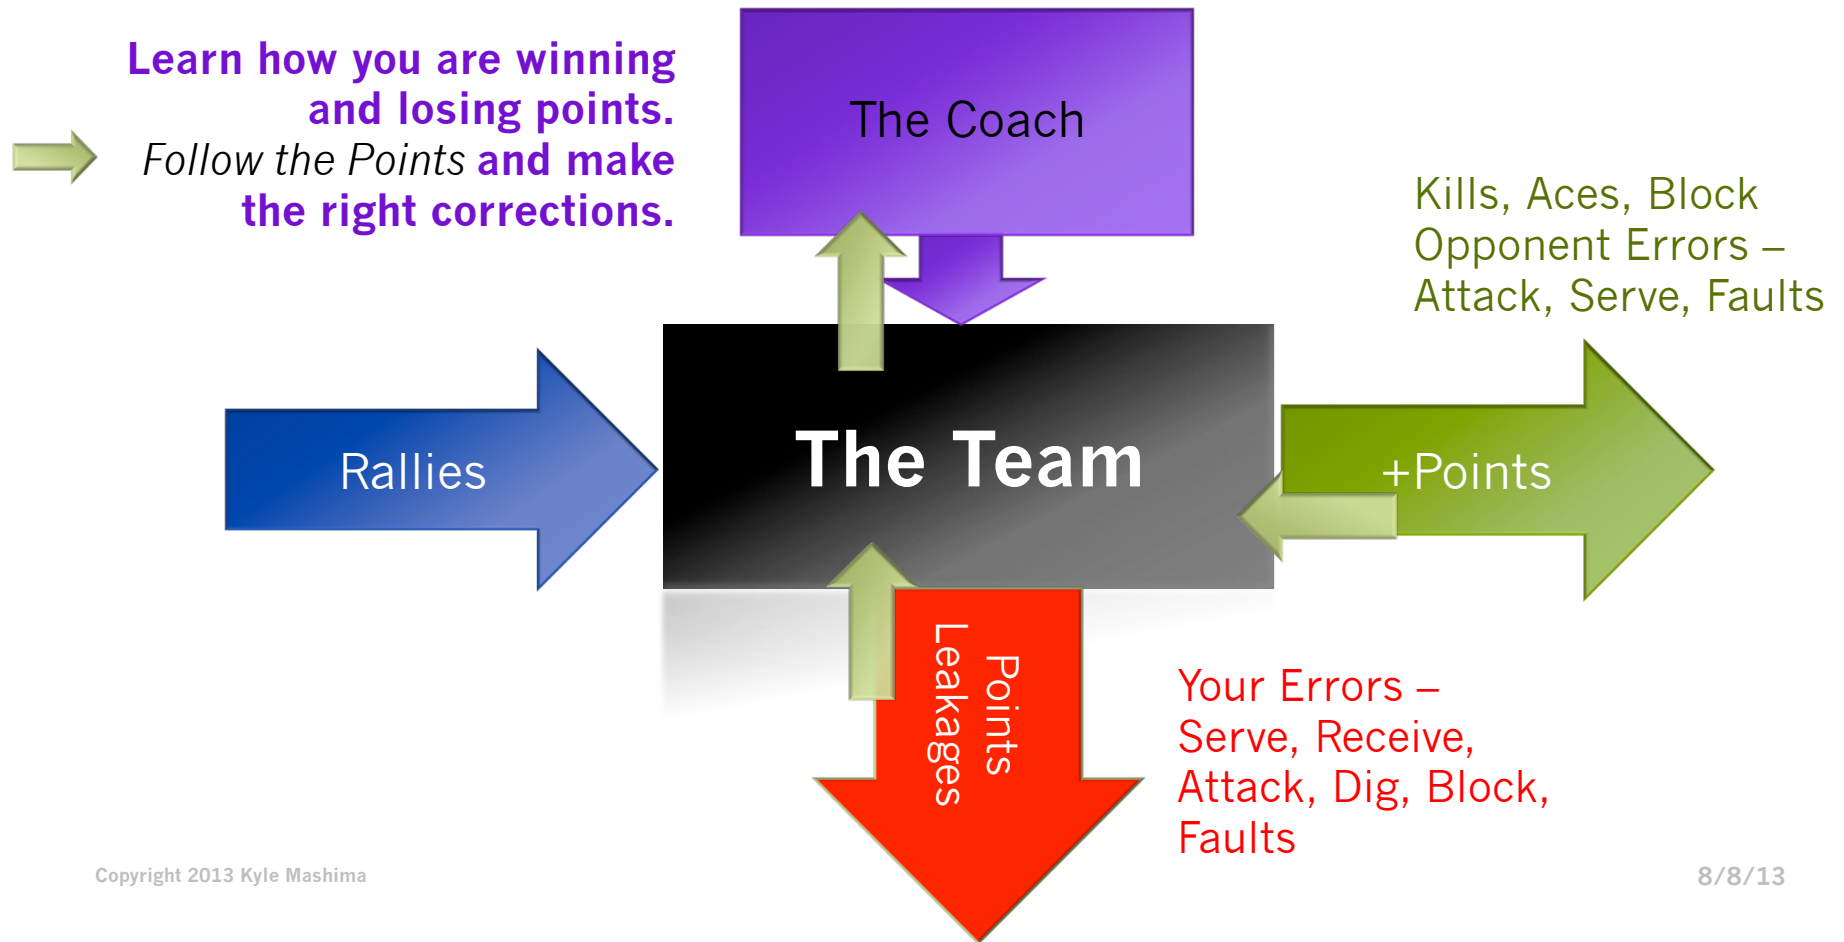 Learn how you are winning
and losing points.
Follow the Points and make
the right corrections.
The Coach
Kills, Aces, Block
Opponent Errors –
Attack, Serve, Faults
Rallies
The Team
+Points
Points
Leakages
Your Errors –
Serve, Receive,
Attack, Dig, Block,
Faults
Copyright 2013 Kyle Mashima
8/8/13